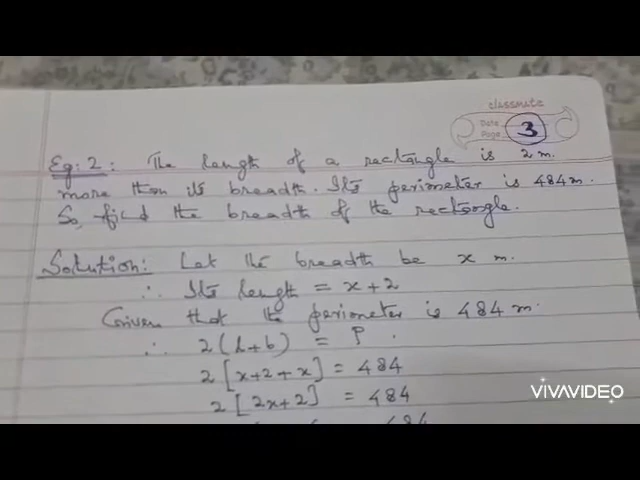 classmate
Date
Page 3
Eg: 2: The length of a rectangle is 2 m.
more than its breadth. Its perimeter is 484 m.
So, find the breadth of the rectangle.
Solution: Let the breadth be x m.
∴ Its length = x+2
Given that the perimeter is 484 m.
∴ 2(l+b) = P.
2[x+2+x] = 484
2[2x+2] = 484
484
VIVAVIDEO